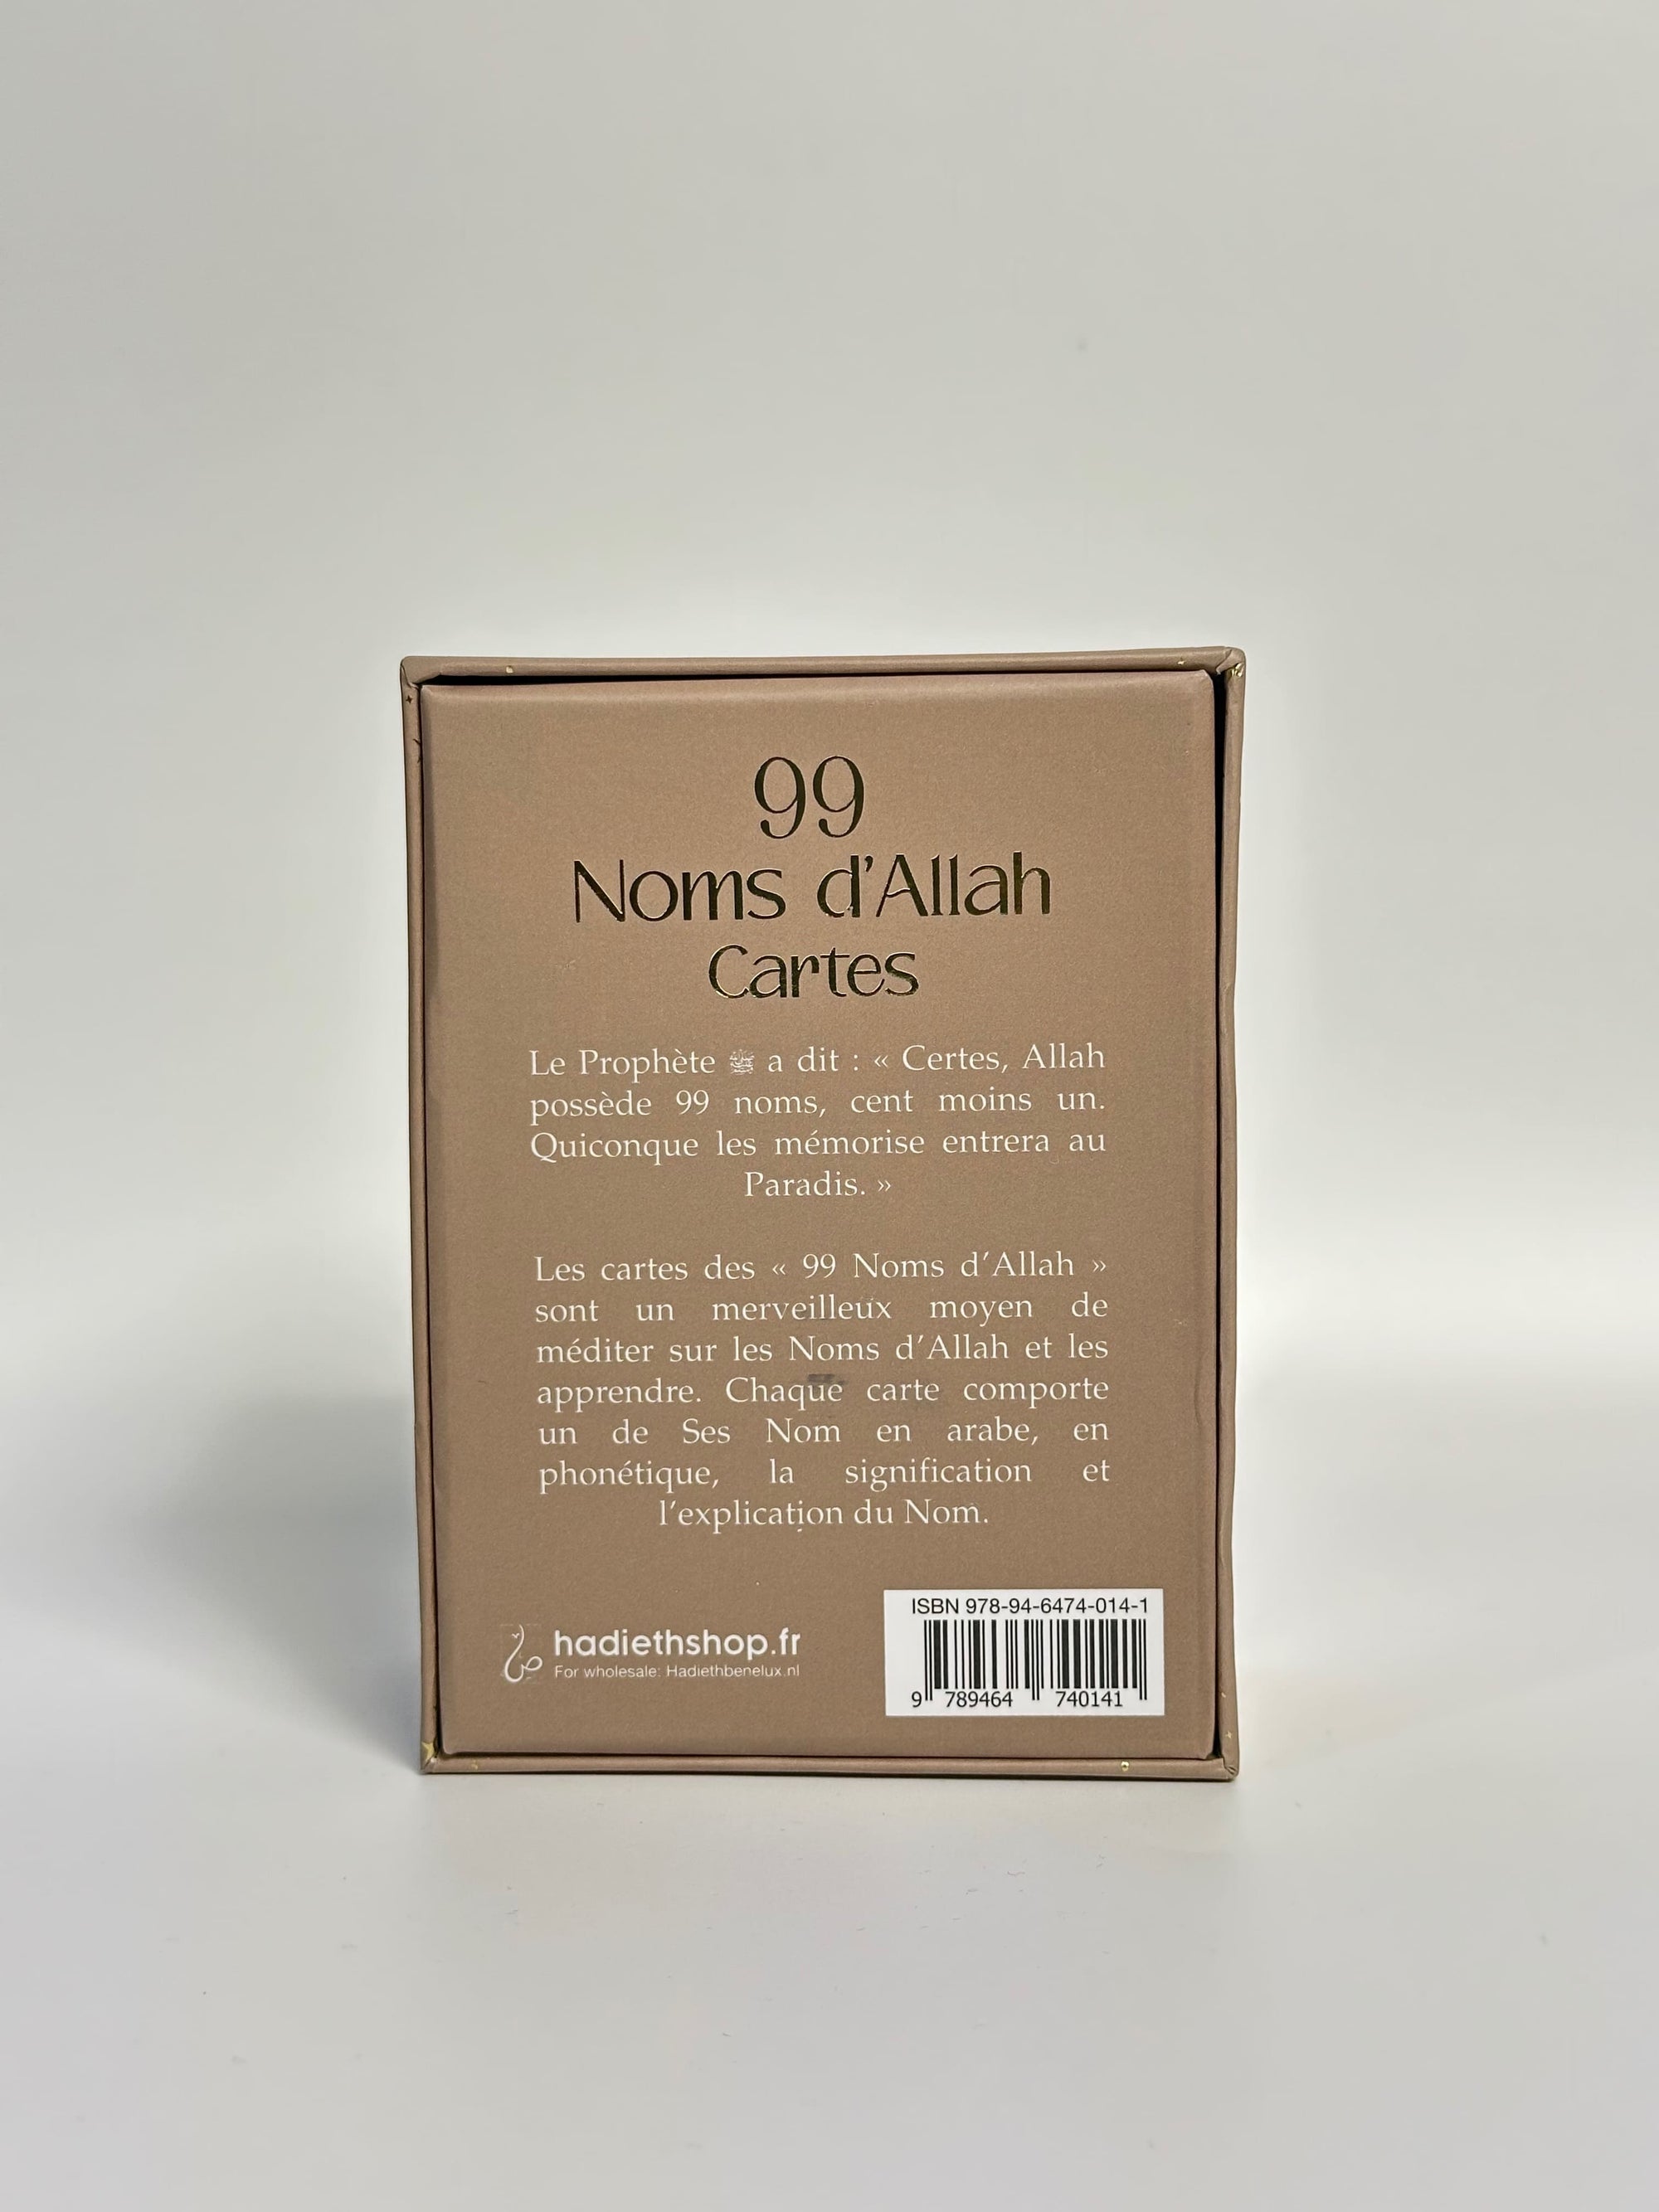 99
Noms d'Allah
Cartes
Le Prophète ﷺ a dit : « Certes, Allah
possède 99 noms, cent moins un.
Quiconque les mémorise entrera au
Paradis. »
Les cartes des « 99 Noms d'Allah »
sont un merveilleux moyen de
méditer sur les Noms d'Allah et les
apprendre. Chaque carte comporte
un de Ses Nom en arabe, en
phonétique, la signification et
l'explication du Nom.
hadiethshop.fr
For wholesale: Hadiethbenelux.nl
ISBN 978-94-6474-014-1
9 789464 740141